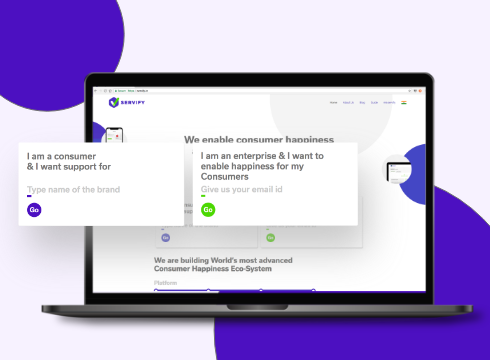 SERVIFY
We enable consumer happiness
I am a consumer
& I want support for
Type name of the brand
Go
I am an enterprise & I want to
enable happiness for my
Consumers
Give us your email id
Go
Go
Go
We are building World's most advanced
Consumer Happiness Eco-System
Platform